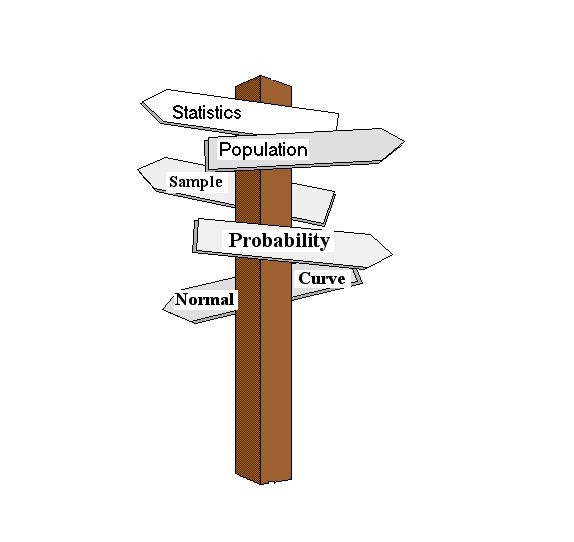 Statistics
Population
Sample
Probability
Normal Curve